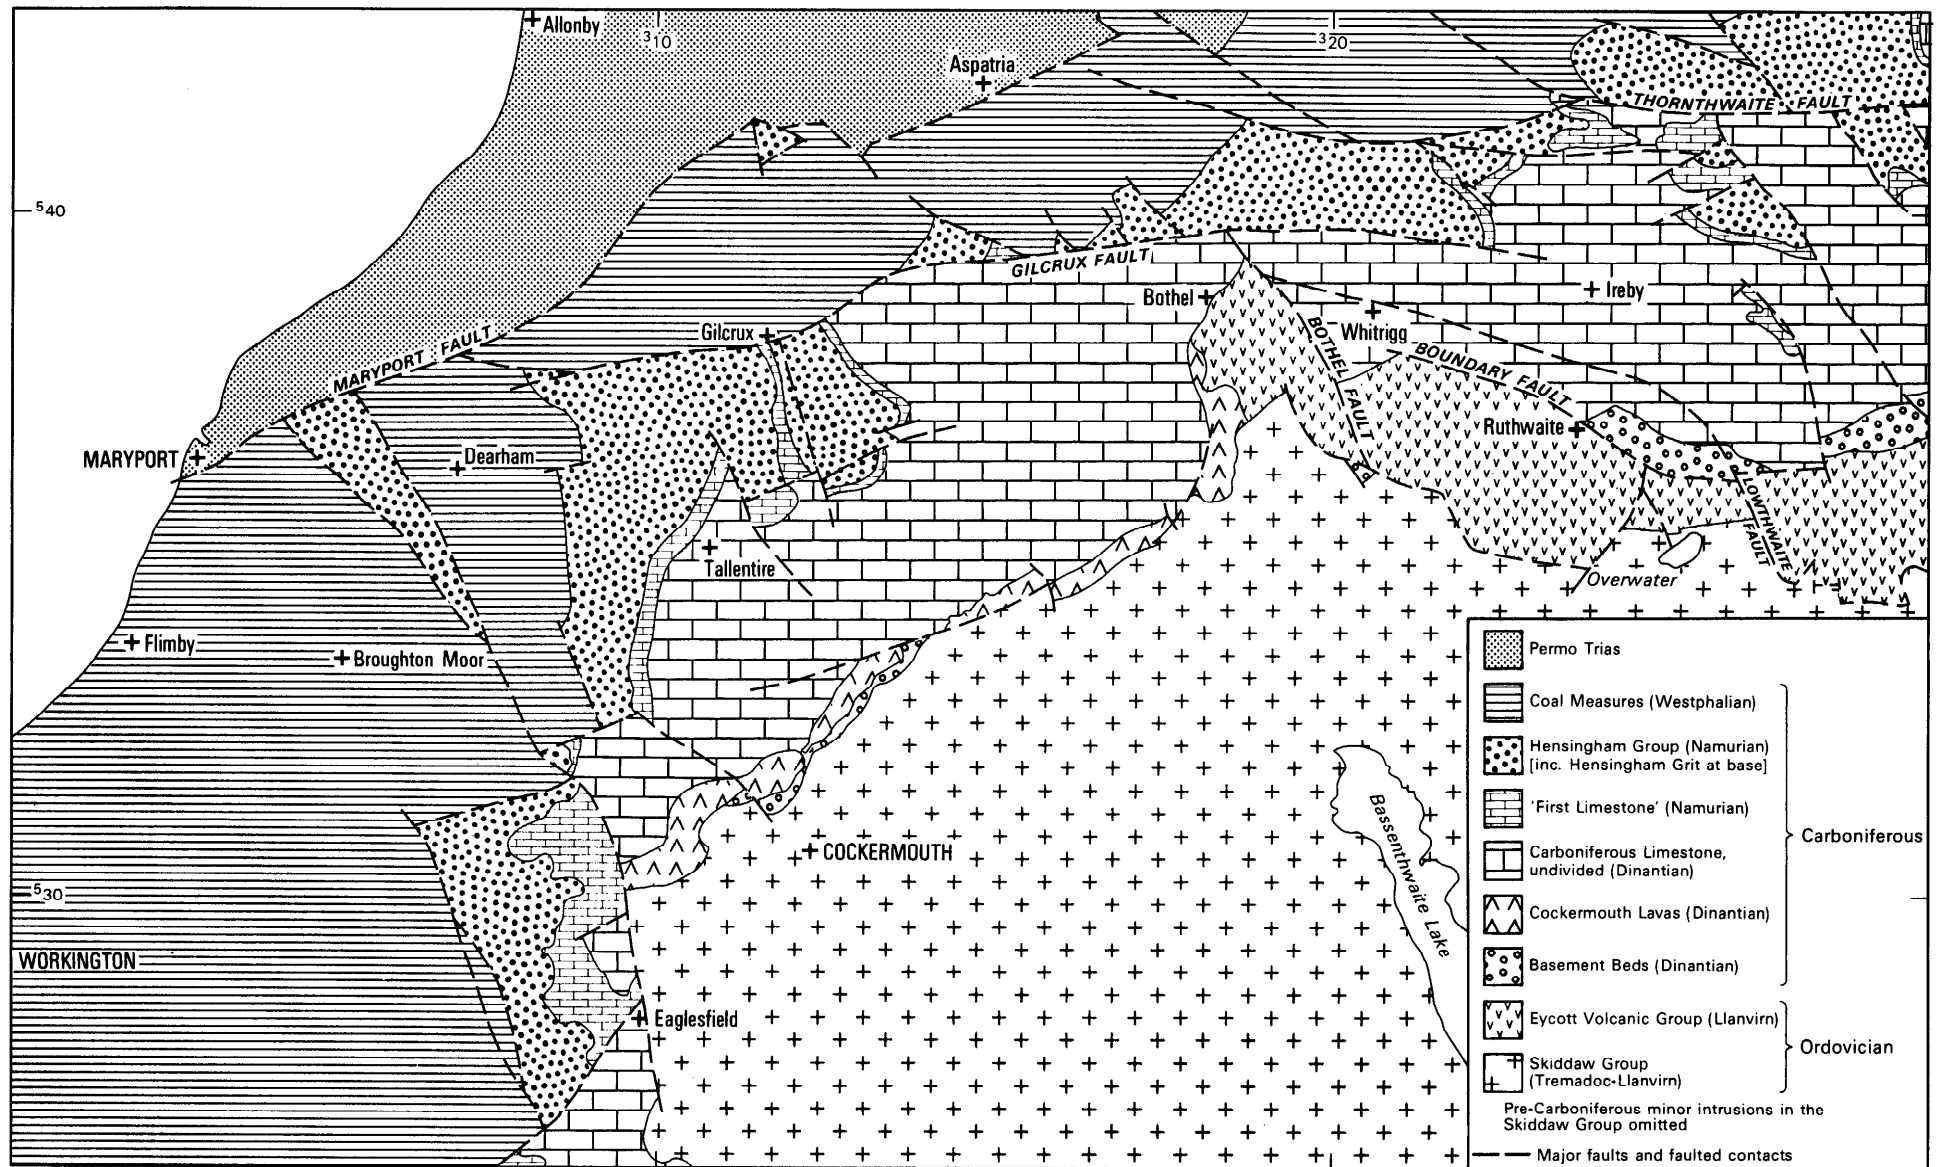 Allonby
310
320
Aspatria
THORNTHWAITE FAULT
540
GILCRUX FAULT
Bothel
Ireby
Whitrigg
Gilcrux
MARYPORT FAULT
BOTHEL FAULT
BOUNDARY FAULT
Ruthwaite
MARYPORT
Dearham
LOWTHWAITE
FAULT
Tallentire
Overwater
Flimby
Broughton Moor
COCKERMOUTH
Bassenthwaite Lake
530
WORKINGTON
Eaglesfield
Permo Trias
Coal Measures (Westphalian)
Hensingham Group (Namurian)
[inc. Hensingham Grit at base]
'First Limestone' (Namurian)
Carboniferous Limestone,
undivided (Dinantian)
Carboniferous
Cockermouth Lavas (Dinantian)
Basement Beds (Dinantian)
Eycott Volcanic Group (Llanvirn)
Ordovician
Skiddaw Group
(Tremadoc-Llanvirn)
Pre-Carboniferous minor intrusions in the
Skiddaw Group omitted
Major faults and faulted contacts